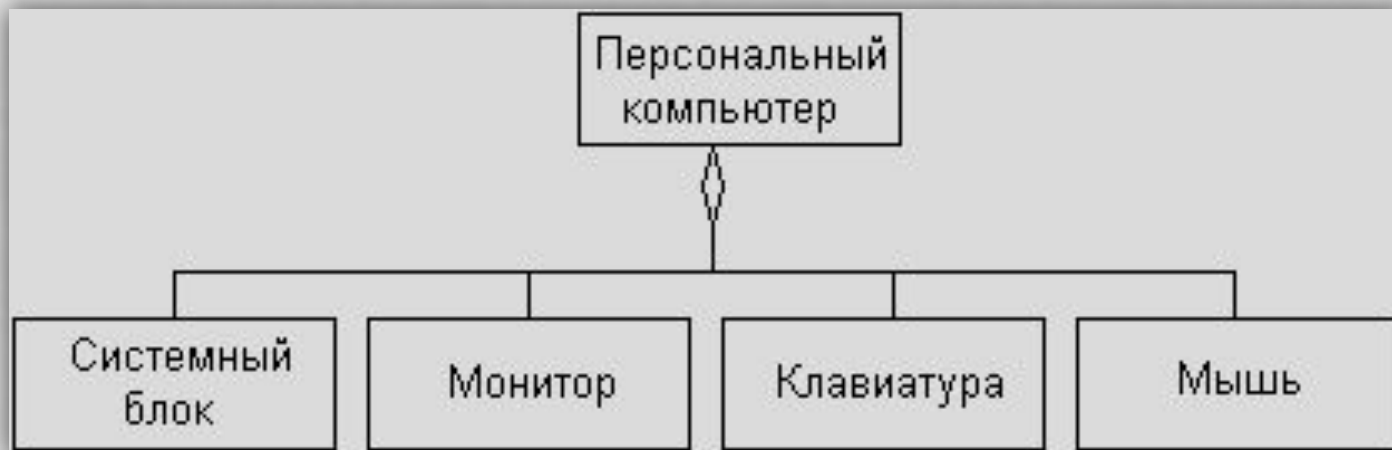 Персональный
компьютер
Системный
блок
Монитор
Клавиатура
Мышь